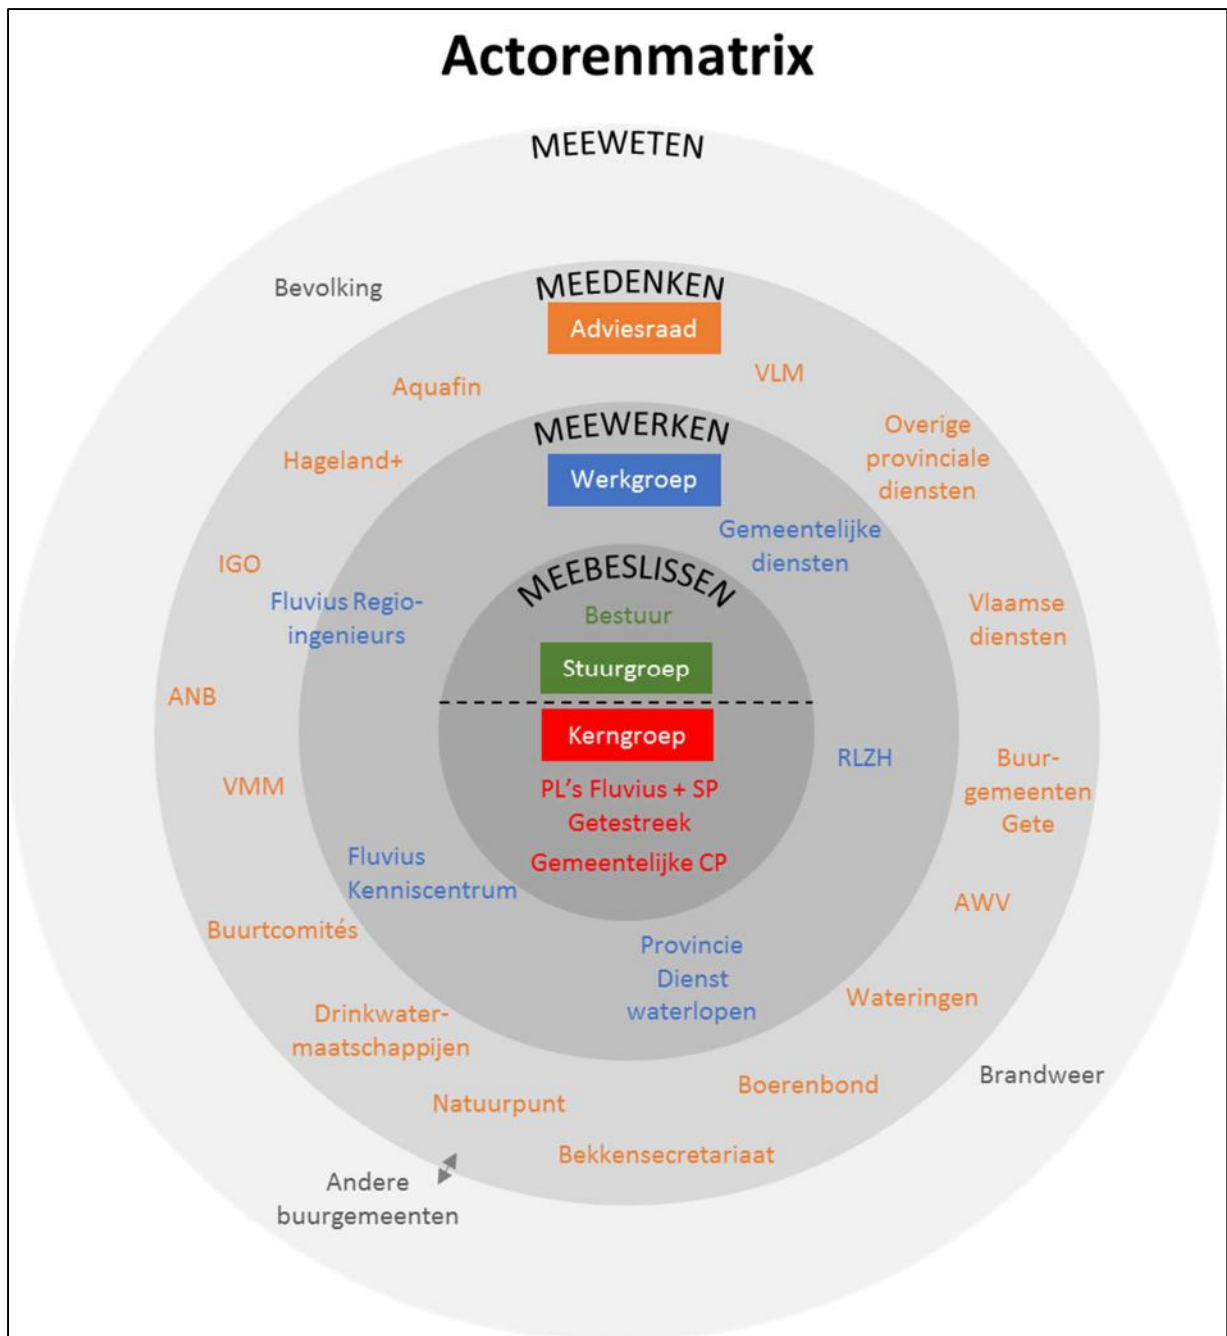 Actorenmatrix
MEEWETEN
Bevolking
MEEDENKEN
Adviesraad
VLM
Aquafin
Overige
provinciale
diensten
Hageland+
MEEWERKEN
Werkgroep
Gemeentelijke
diensten
IGO
Fluvius Regio-
ingenieurs
MEEBESLISSEN
Bestuur
Stuurgroep
Vlaamse
diensten
ANB
Kerngroep
RLZH
VMM
PL's Fluvius + SP
Getestreek
Gemeentelijke CP
Buur-
gemeenten
Gete
Fluvius
Kenniscentrum
AWV
Buurtcomités
Provincie
Dienst
waterlopen
Wateringen
Drinkwater-
maatschappijen
Brandweer
Boerenbond
Natuurpunt
Bekkensecretariaat
Andere
buurgemeenten